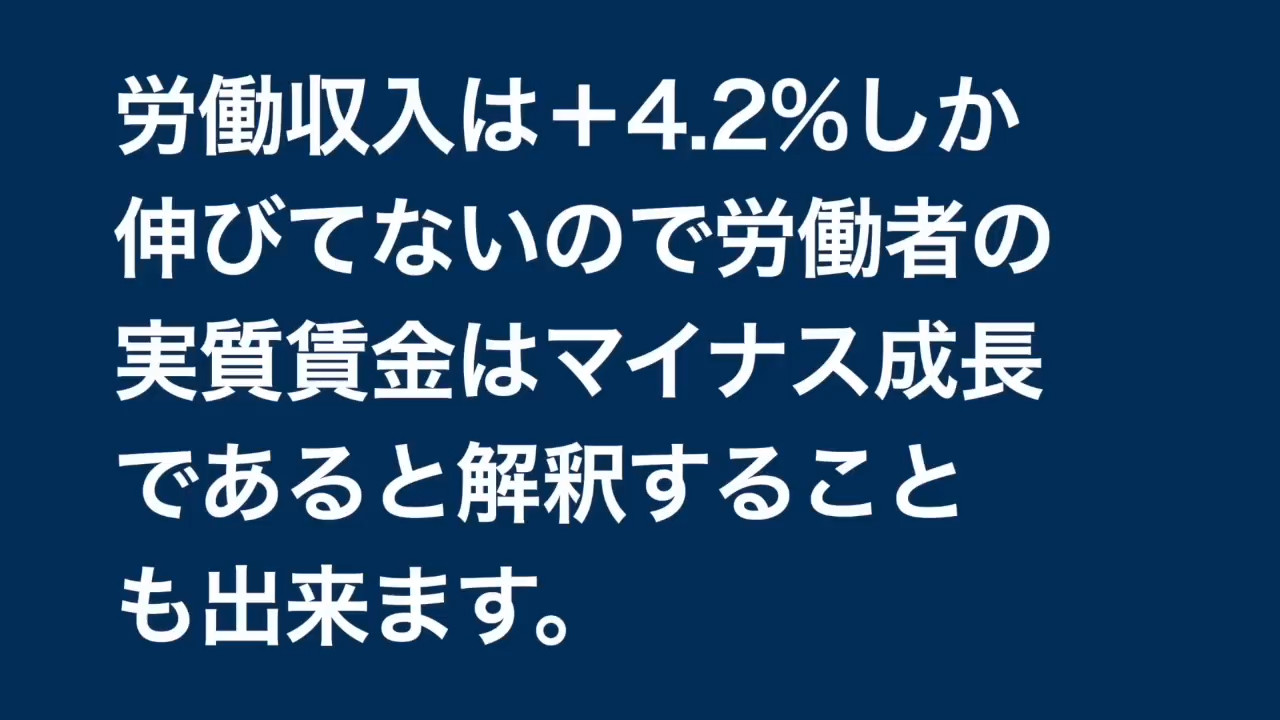 労働収入は＋4.2%しか
伸びてないので労働者の
実質賃金はマイナス成長
であると解釈すること
も出来ます。